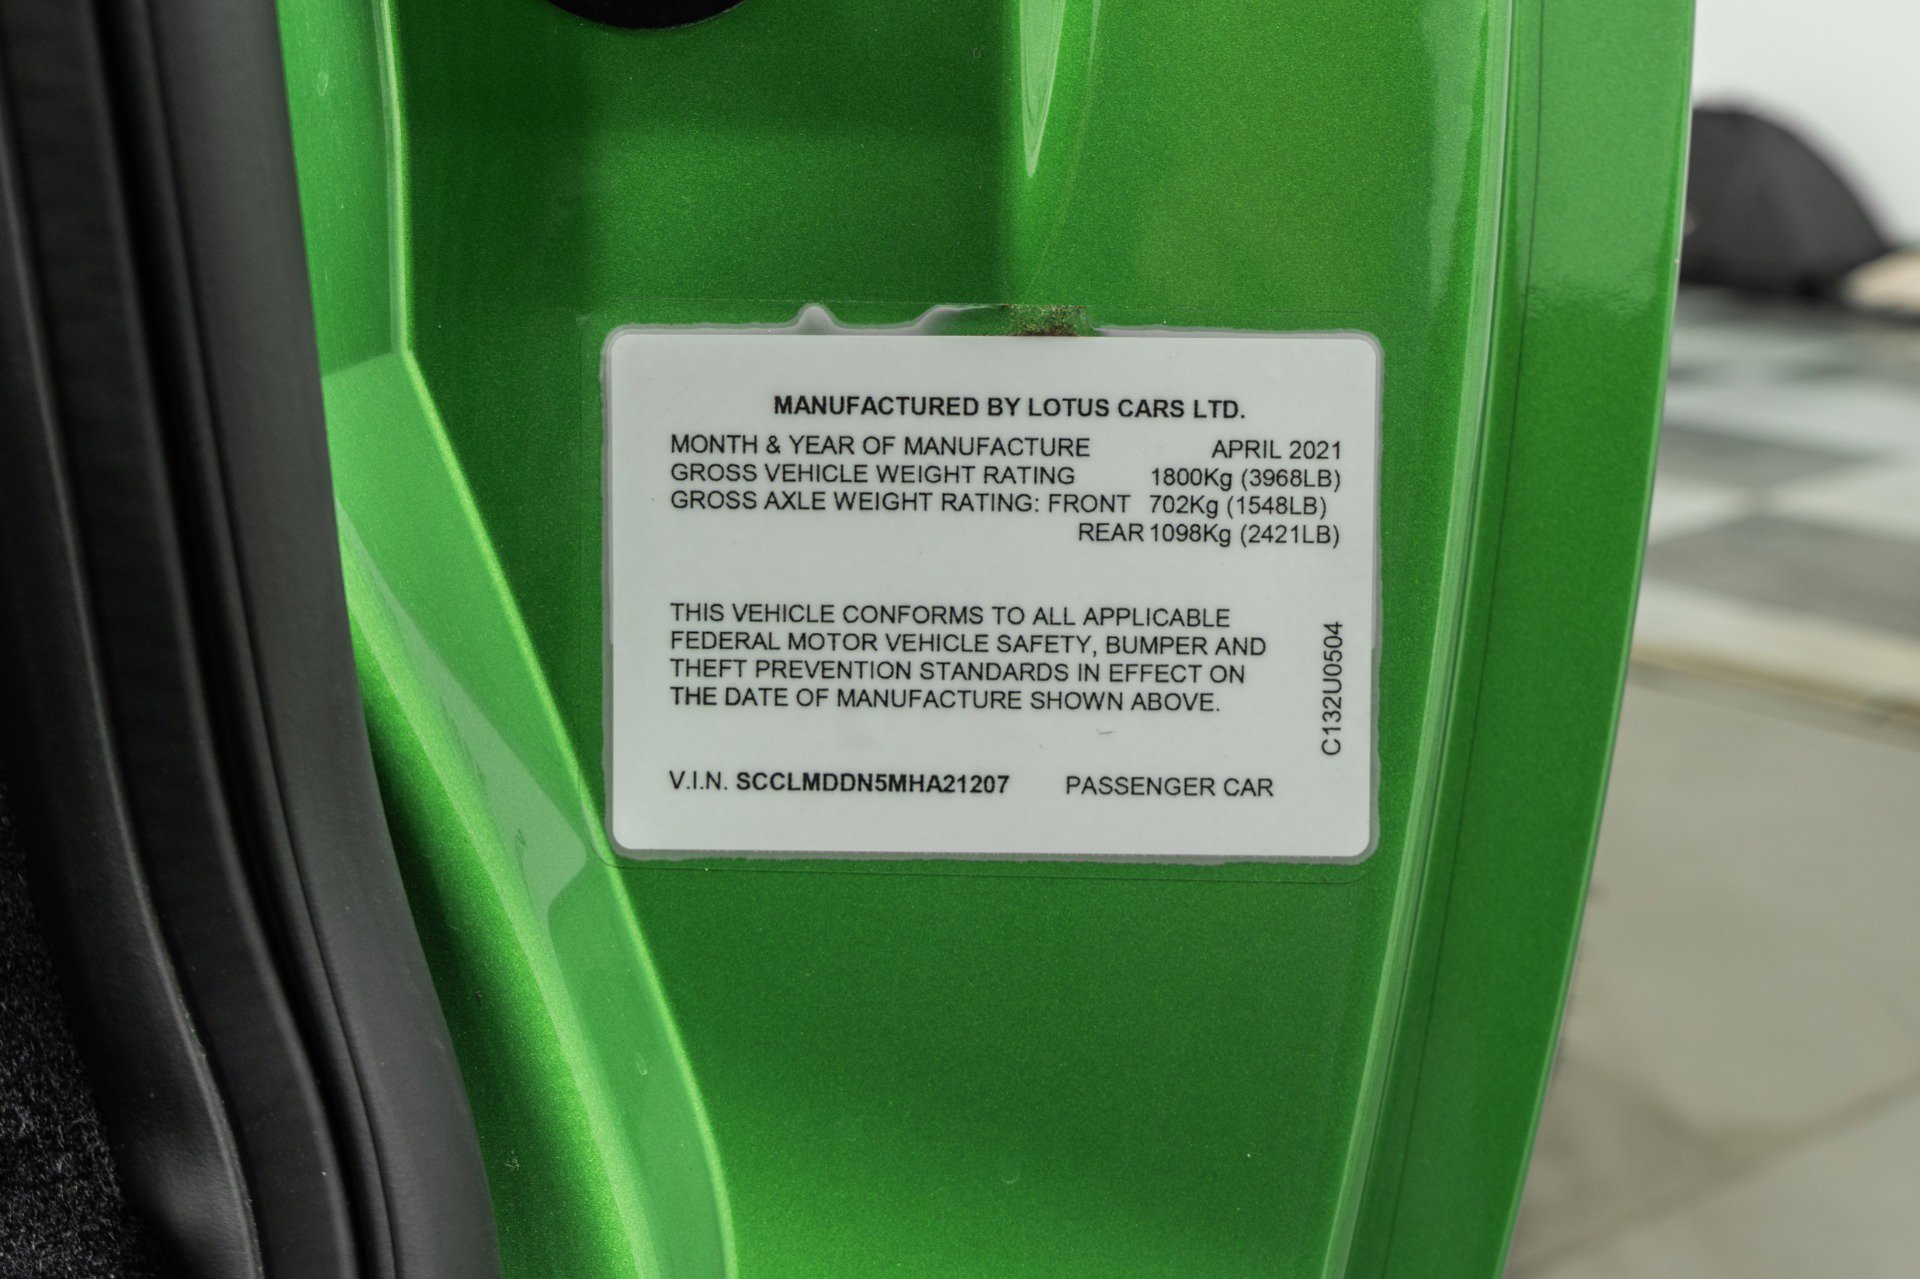 MANUFACTURED BY LOTUS CARS LTD.
MONTH & YEAR OF MANUFACTURE APRIL 2021
GROSS VEHICLE WEIGHT RATING 1800Kg (3968LB)
GROSS AXLE WEIGHT RATING: FRONT 702Kg (1548LB)
REAR 1098Kg (2421LB)
THIS VEHICLE CONFORMS TO ALL APPLICABLE
FEDERAL MOTOR VEHICLE SAFETY, BUMPER AND
THEFT PREVENTION STANDARDS IN EFFECT ON
THE DATE OF MANUFACTURE SHOWN ABOVE.
C132U0504
V.I.N. SCCLMDDN5MHA21207 PASSENGER CAR